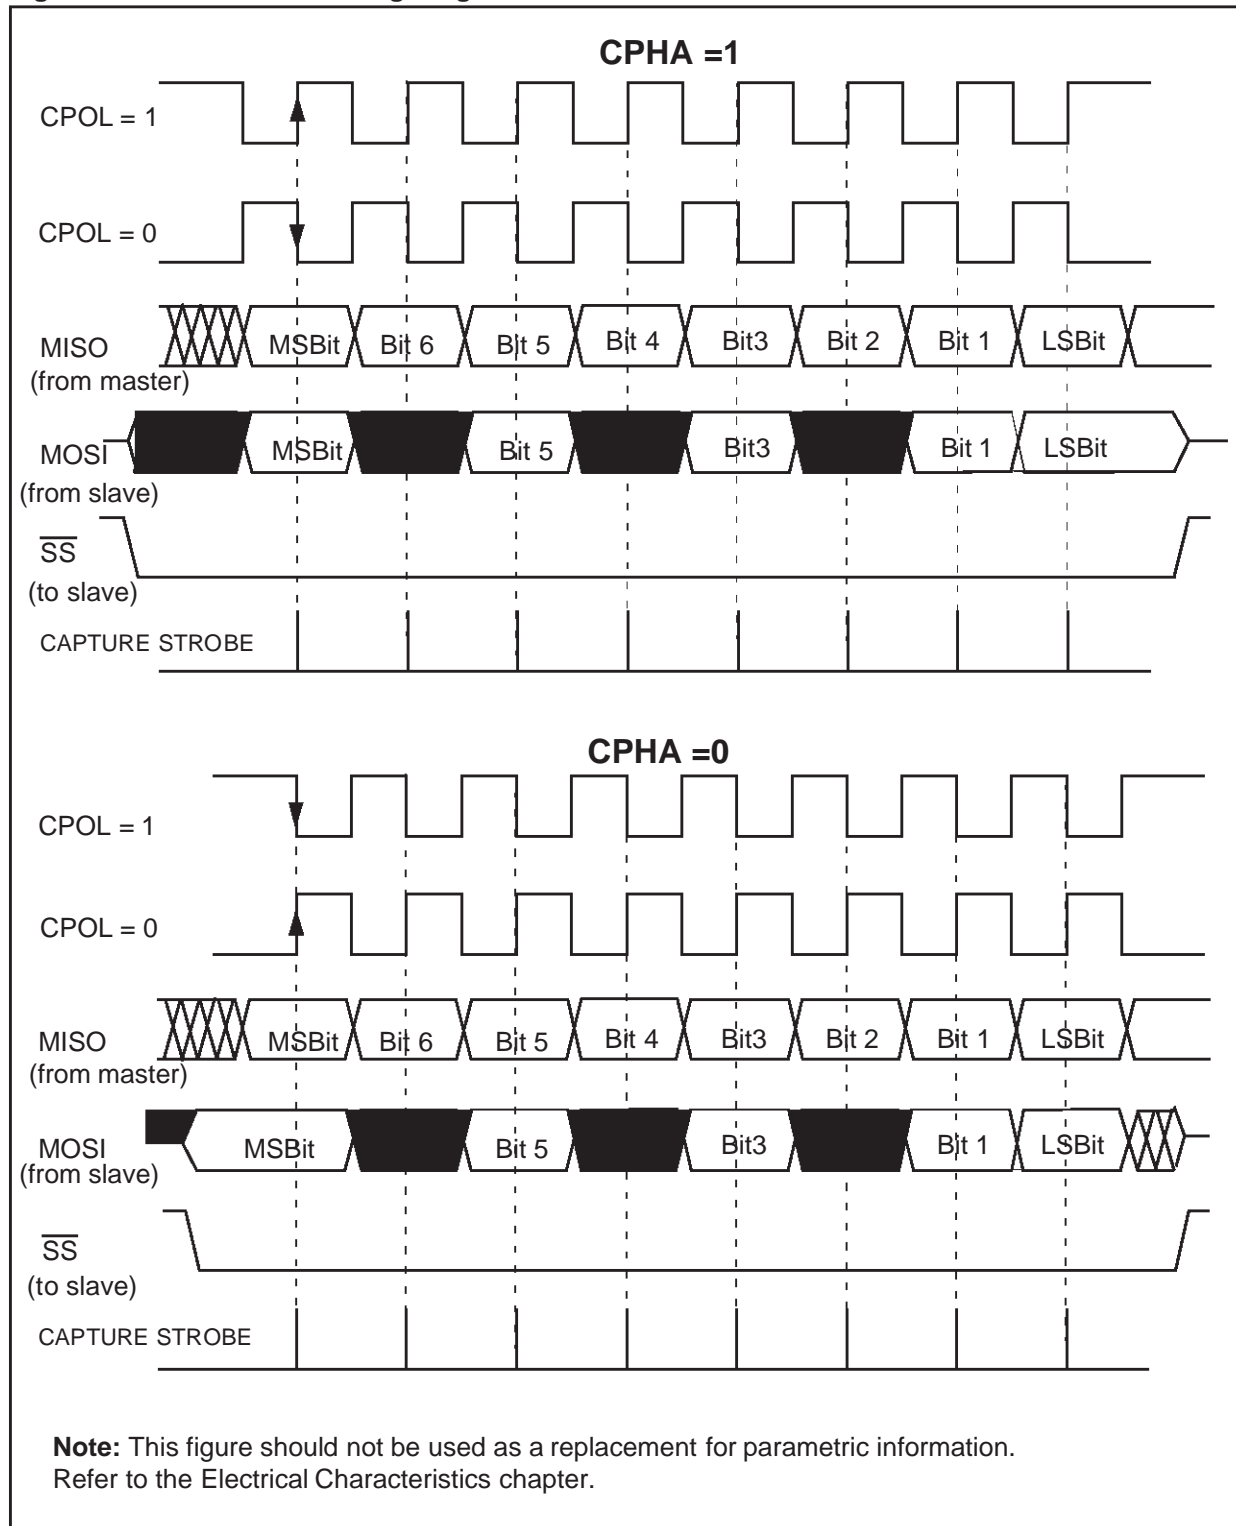 CPHA =1
CPOL = 1
CPOL = 0
MISO
(from master)
MSBit Bit 6 Bit 5 Bit 4 Bit3 Bit 2 Bit 1 LSBit
MOSI
(from slave)
MSBit Bit 5 Bit3 Bit 1 LSBit
SS
(to slave)
CAPTURE STROBE
CPHA =0
CPOL = 1
CPOL = 0
MISO
(from master)
MSBit Bit 6 Bit 5 Bit 4 Bit3 Bit 2 Bit 1 LSBit
MOSI
(from slave)
MSBit Bit 5 Bit3 Bit 1 LSBit
SS
(to slave)
CAPTURE STROBE
Note: This figure should not be used as a replacement for parametric information.
Refer to the Electrical Characteristics chapter.